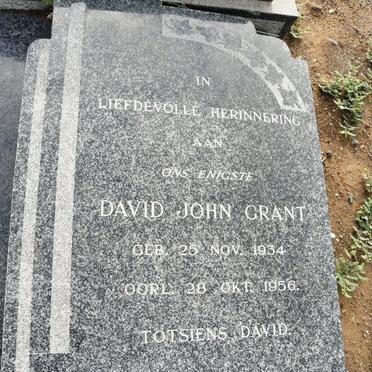 IN
LIEFDEVOLLE HERINNERING
AAN
ONS ENIGSTE
DAVID JOHN GRANT
GEB. 25 NOV. 1934
OORL. 28 OKT. 1956.
TOTSIENS DAVID.